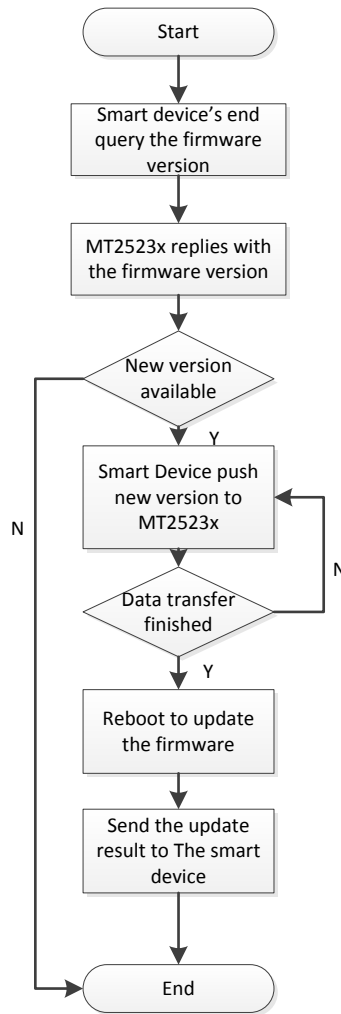 Start
Smart device's end
query the firmware
version
MT2523x replies with
the firmware version
New version
available
Y
Smart Device push
new version to
MT2523x
N
N
Data transfer
finished
Y
Reboot to update
the firmware
Send the update
result to The smart
device
End